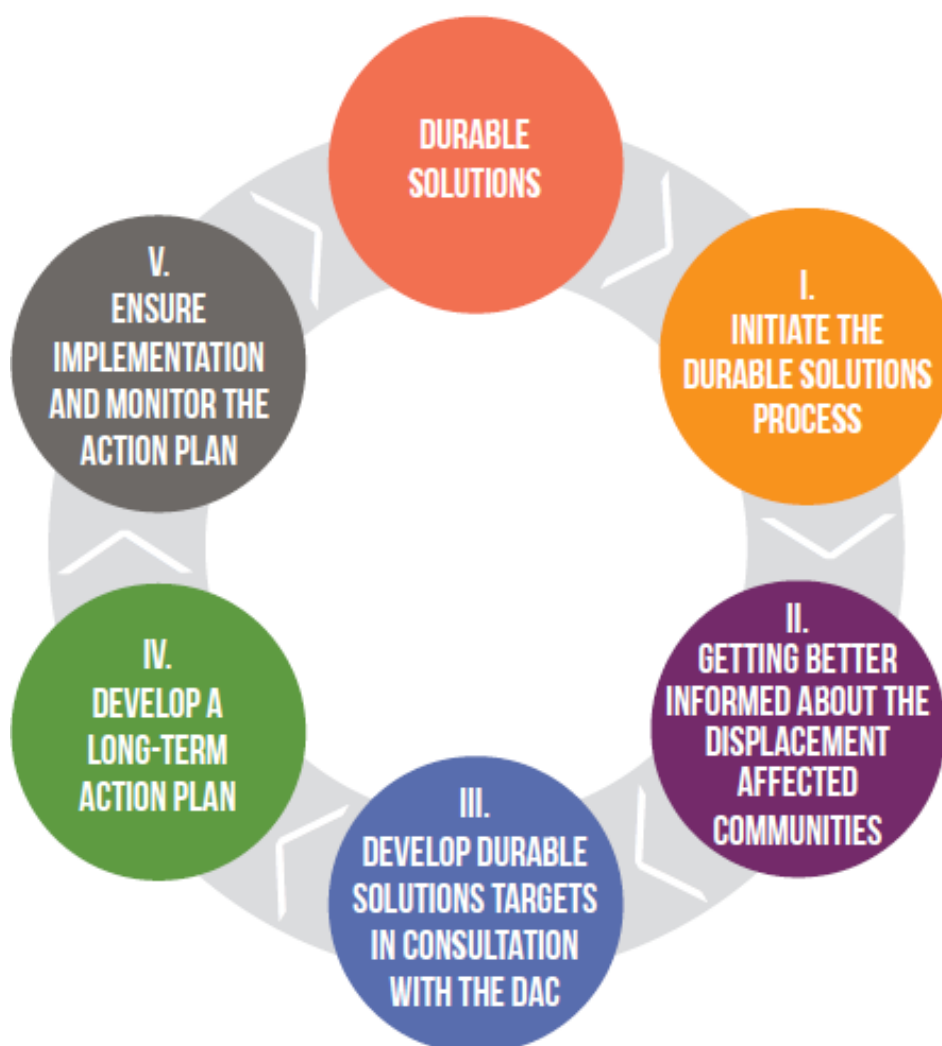 DURABLE
SOLUTIONS
I.
INITIATE THE
DURABLE SOLUTIONS
PROCESS
II.
GETTING BETTER
INFORMED ABOUT THE
DISPLACEMENT
AFFECTED
COMMUNITIES
III.
DEVELOP DURABLE
SOLUTIONS TARGETS
IN CONSULTATION
WITH THE DAC
IV.
DEVELOP A
LONG-TERM
ACTION PLAN
V.
ENSURE
IMPLEMENTATION
AND MONITOR THE
ACTION PLAN